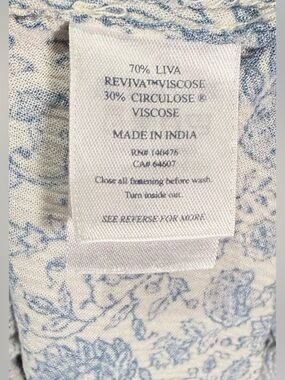 70% LIVA
REVIVA™VISCOSE
30% CIRCULOSE ®
VISCOSE
MADE IN INDIA
RN# 140476
CA# 64607
Close all fastening before wash.
Turn inside out.
SEE REVERSE FOR MORE